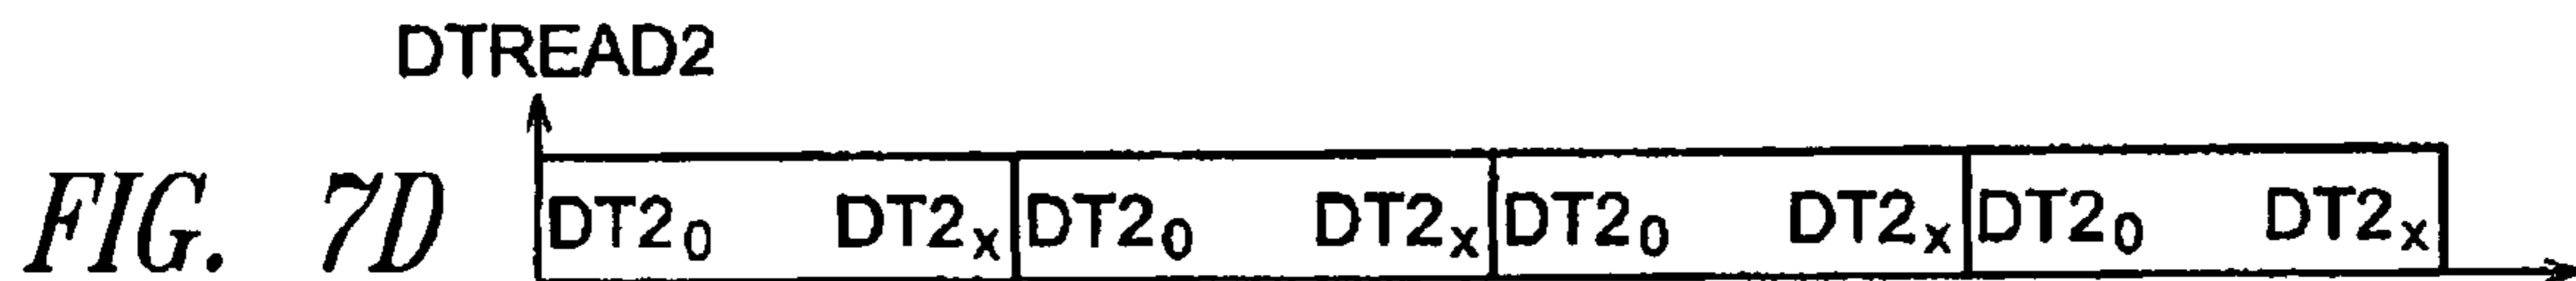 DTREAD2
FIG. 7D DT2₀ DT2ₓ DT2₀ DT2ₓ DT2₀ DT2ₓ DT2₀ DT2ₓ